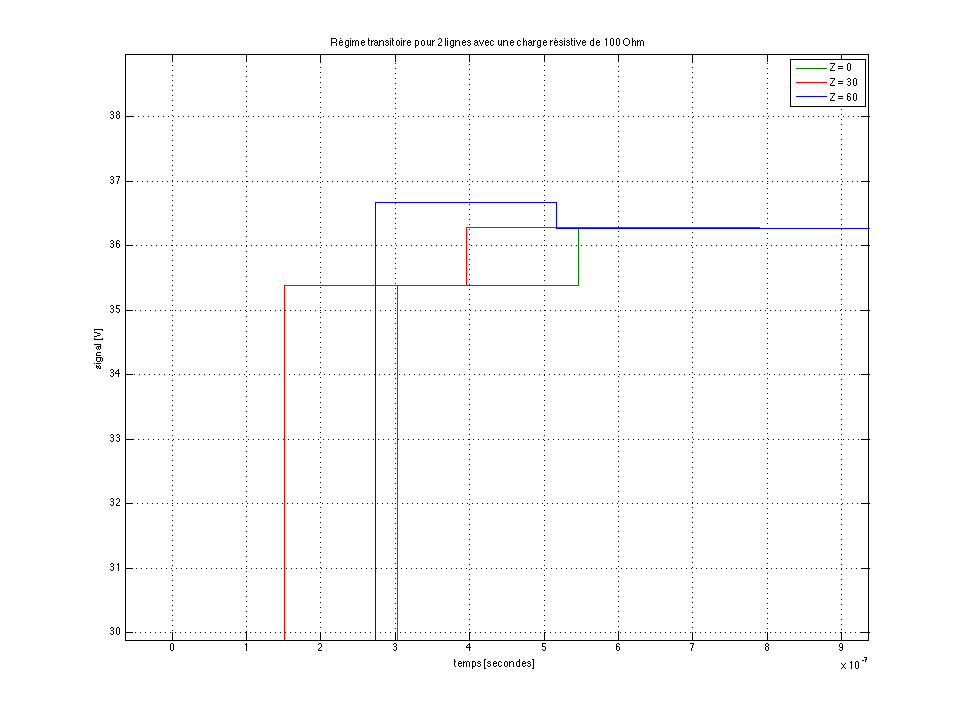 Régime transitoire pour 2 lignes avec une charge résistive de 100 Ohm
Z = 0
Z = 30
Z = 60
38
37
36
35
34
33
32
31
30
signal [V]
0 1 2 3 4 5 6 7 8 9
x 10^-7
temps [secondes]